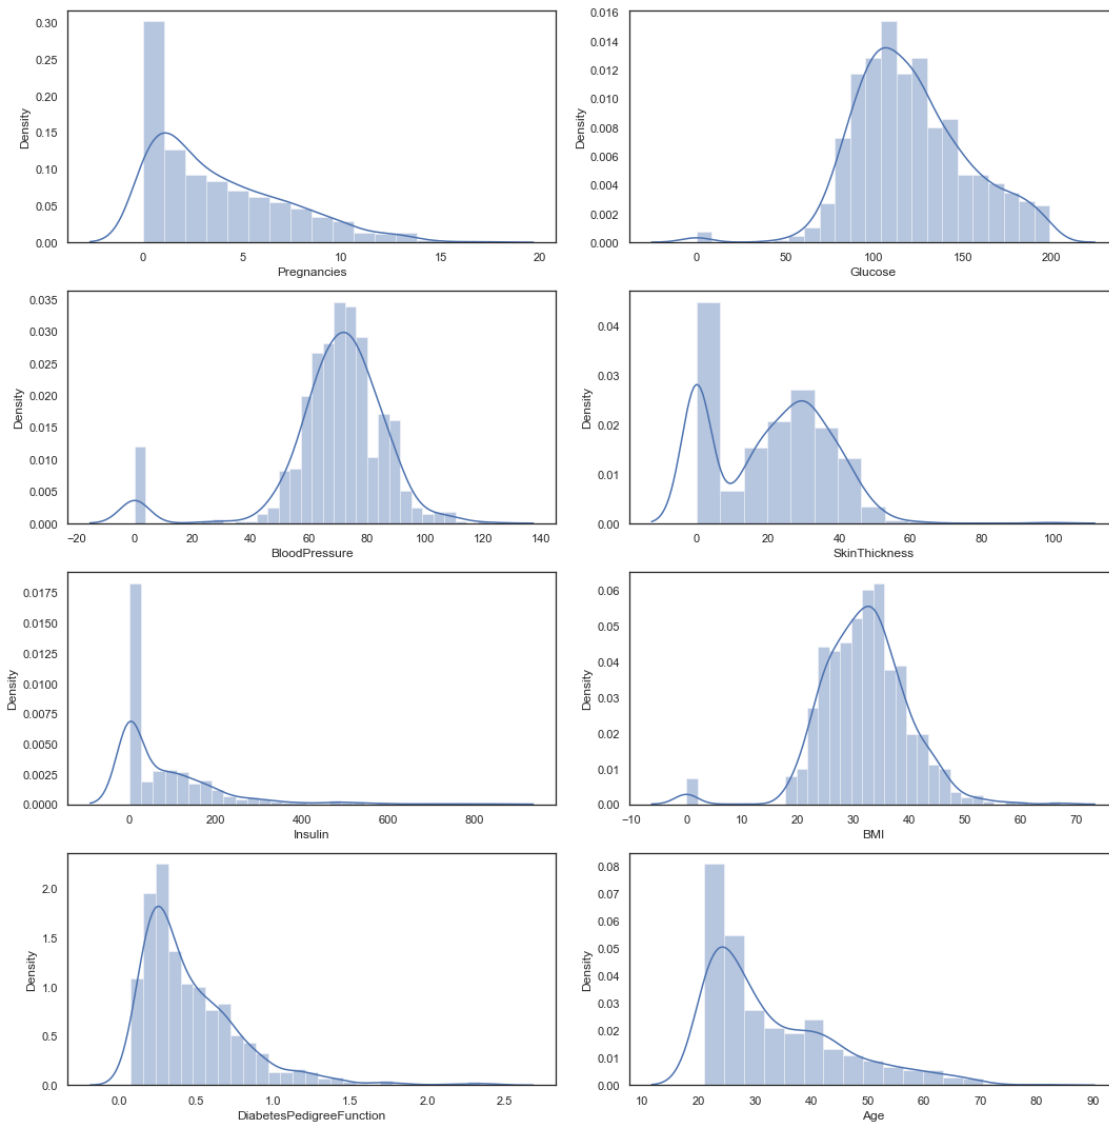 0.30
0.25
0.20
0.15
0.10
0.05
0.00
Density
0 5 10 15 20
Pregnancies
0.016
0.014
0.012
0.010
0.008
0.006
0.004
0.002
0.000
Density
0 50 100 150 200
Glucose
0.035
0.030
0.025
0.020
0.015
0.010
0.005
0.000
Density
−20 0 20 40 60 80 100 120 140
BloodPressure
0.04
0.03
0.02
0.01
0.00
Density
0 20 40 60 80 100
SkinThickness
0.0175
0.0150
0.0125
0.0100
0.0075
0.0050
0.0025
0.0000
Density
0 200 400 600 800
Insulin
0.06
0.05
0.04
0.03
0.02
0.01
0.00
Density
−10 0 10 20 30 40 50 60 70
BMI
2.0
1.5
1.0
0.5
0.0
Density
0.0 0.5 1.0 1.5 2.0 2.5
DiabetesPedigreeFunction
0.08
0.07
0.06
0.05
0.04
0.03
0.02
0.01
0.00
Density
10 20 30 40 50 60 70 80 90
Age